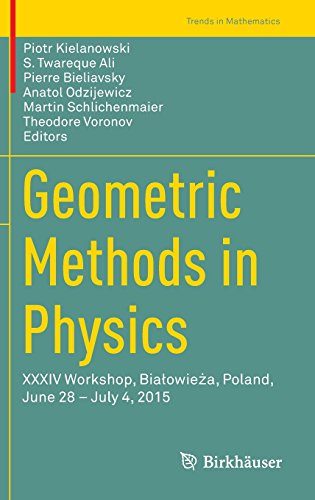 Trends in Mathematics
Piotr Kielanowski
S. Twareque Ali
Pierre Bieliavsky
Anatol Odzijewicz
Martin Schlichenmaier
Theodore Voronov
Editors
Geometric
Methods in
Physics
XXXIV Workshop, Białowieża, Poland,
June 28 – July 4, 2015
Birkhäuser